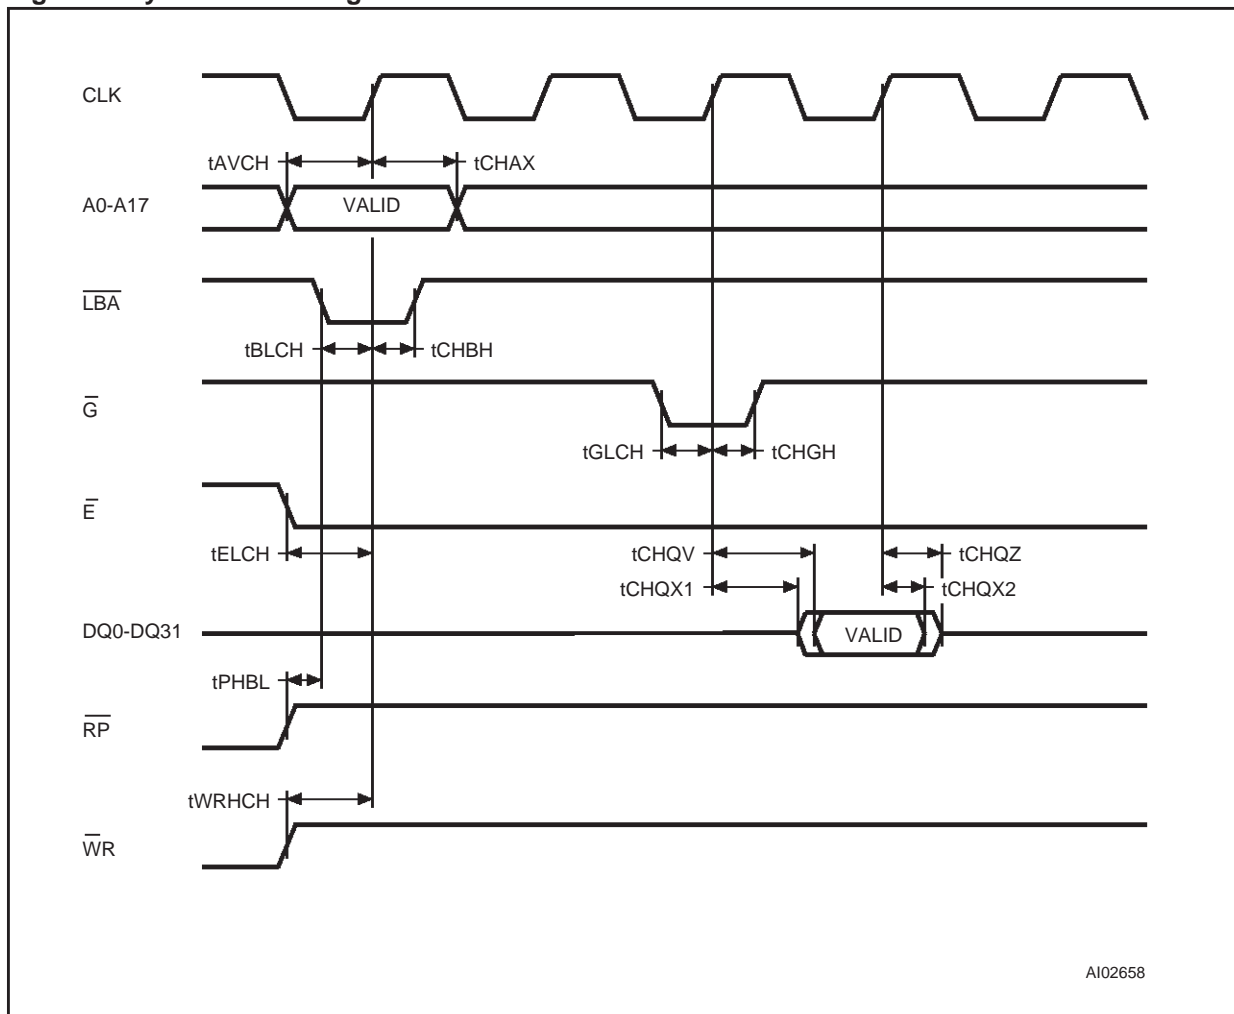 CLK
tAVCH
tCHAX
A0-A17
VALID
LBA
tBLCH
tCHBH
G
tGLCH
tCHGH
E
tELCH
tCHQV
tCHQZ
tCHQX1
tCHQX2
DQ0-DQ31
VALID
tPHBL
RP
tWRHCH
WR
AI02658